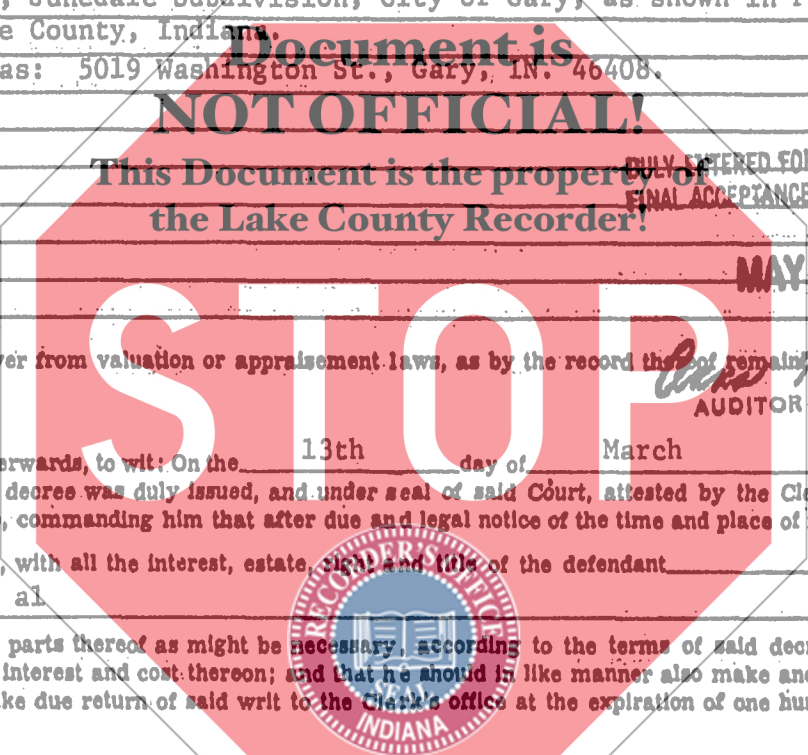 , Junedale Subdivision, City of Gary, as shown in
e County, Indiana.
Document is
as: 5019 Washington St., Gary, IN. 46408.
NOT OFFICIAL!
This Document is the property of
DULY ENTERED FOR
the Lake County Recorder!
FINAL ACCEPTANCE
MAY
STOP
ver from valuation or appraisement laws, as by the record thereof remain
AUDITOR
erwards, to wit: On the 13th day of March
decree was duly issued, and under seal of said Court, attested by the Cl
, commanding him that after due and legal notice of the time and place of
, with all the interest, estate, right and title of the defendant
al
parts thereof as might be necessary, according to the terms of said dec
interest and cost thereon; and that he should in like manner also make an
ke due return of said writ to the Clerk's office at the expiration of one hu
RECORDER'S OFFICE
SEAL
INDIANA